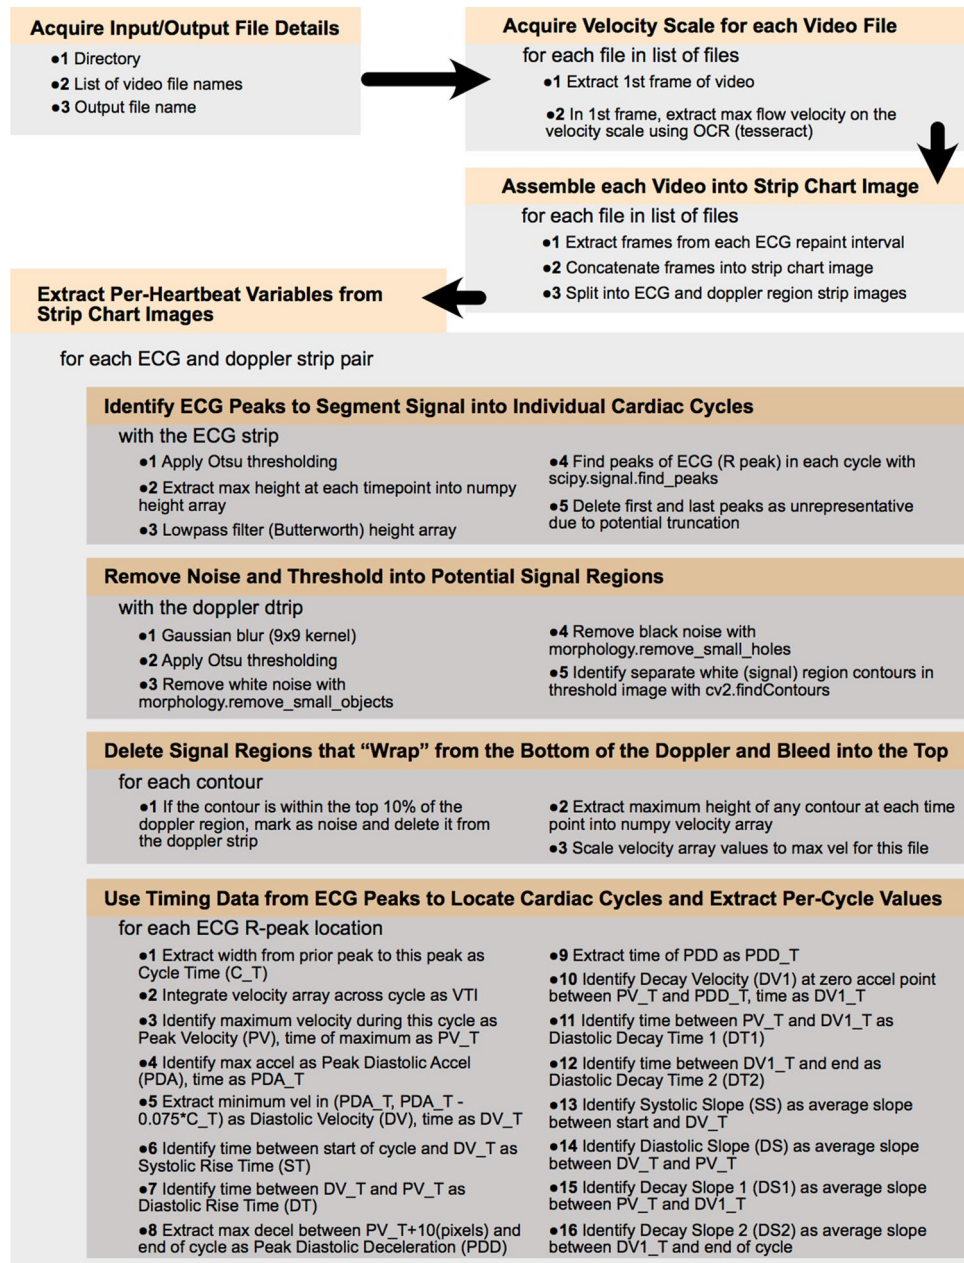 Acquire Input/Output File Details
●1 Directory
●2 List of video file names
●3 Output file name
Acquire Velocity Scale for each Video File
for each file in list of files
●1 Extract 1st frame of video
●2 In 1st frame, extract max flow velocity on the
velocity scale using OCR (tesseract)
Assemble each Video into Strip Chart Image
for each file in list of files
●1 Extract frames from each ECG repaint interval
●2 Concatenate frames into strip chart image
●3 Split into ECG and doppler region strip images
Extract Per-Heartbeat Variables from
Strip Chart Images
for each ECG and doppler strip pair
Identify ECG Peaks to Segment Signal into Individual Cardiac Cycles
with the ECG strip
●1 Apply Otsu thresholding
●2 Extract max height at each timepoint into numpy
height array
●3 Lowpass filter (Butterworth) height array
●4 Find peaks of ECG (R peak) in each cycle with
scipy.signal.find_peaks
●5 Delete first and last peaks as unrepresentative
due to potential truncation
Remove Noise and Threshold into Potential Signal Regions
with the doppler dtrip
●1 Gaussian blur (9x9 kernel)
●2 Apply Otsu thresholding
●3 Remove white noise with
morphology.remove_small_objects
●4 Remove black noise with
morphology.remove_small_holes
●5 Identify separate white (signal) region contours in
threshold image with cv2.findContours
Delete Signal Regions that “Wrap” from the Bottom of the Doppler and Bleed into the Top
for each contour
●1 If the contour is within the top 10% of the
doppler region, mark as noise and delete it from
the doppler strip
●2 Extract maximum height of any contour at each time
point into numpy velocity array
●3 Scale velocity array values to max vel for this file
Use Timing Data from ECG Peaks to Locate Cardiac Cycles and Extract Per-Cycle Values
for each ECG R-peak location
●1 Extract width from prior peak to this peak as
Cycle Time (C_T)
●2 Integrate velocity array across cycle as VTI
●3 Identify maximum velocity during this cycle as
Peak Velocity (PV), time of maximum as PV_T
●4 Identify max accel as Peak Diastolic Accel
(PDA), time as PDA_T
●5 Extract minimum vel in (PDA_T, PDA_T -
0.075*C_T) as Diastolic Velocity (DV), time as DV_T
●6 Identify time between start of cycle and DV_T as
Systolic Rise Time (ST)
●7 Identify time between DV_T and PV_T as
Diastolic Rise Time (DT)
●8 Extract max decel between PV_T+10(pixels) and
end of cycle as Peak Diastolic Deceleration (PDD)
●9 Extract time of PDD as PDD_T
●10 Identify Decay Velocity (DV1) at zero accel point
between PV_T and PDD_T, time as DV1_T
●11 Identify time between PV_T and DV1_T as
Diastolic Decay Time 1 (DT1)
●12 Identify time between DV1_T and end as
Diastolic Decay Time 2 (DT2)
●13 Identify Systolic Slope (SS) as average slope
between start and DV_T
●14 Identify Diastolic Slope (DS) as average slope
between DV_T and PV_T
●15 Identify Decay Slope 1 (DS1) as average slope
between PV_T and DV1_T
●16 Identify Decay Slope 2 (DS2) as average slope
between DV1_T and end of cycle